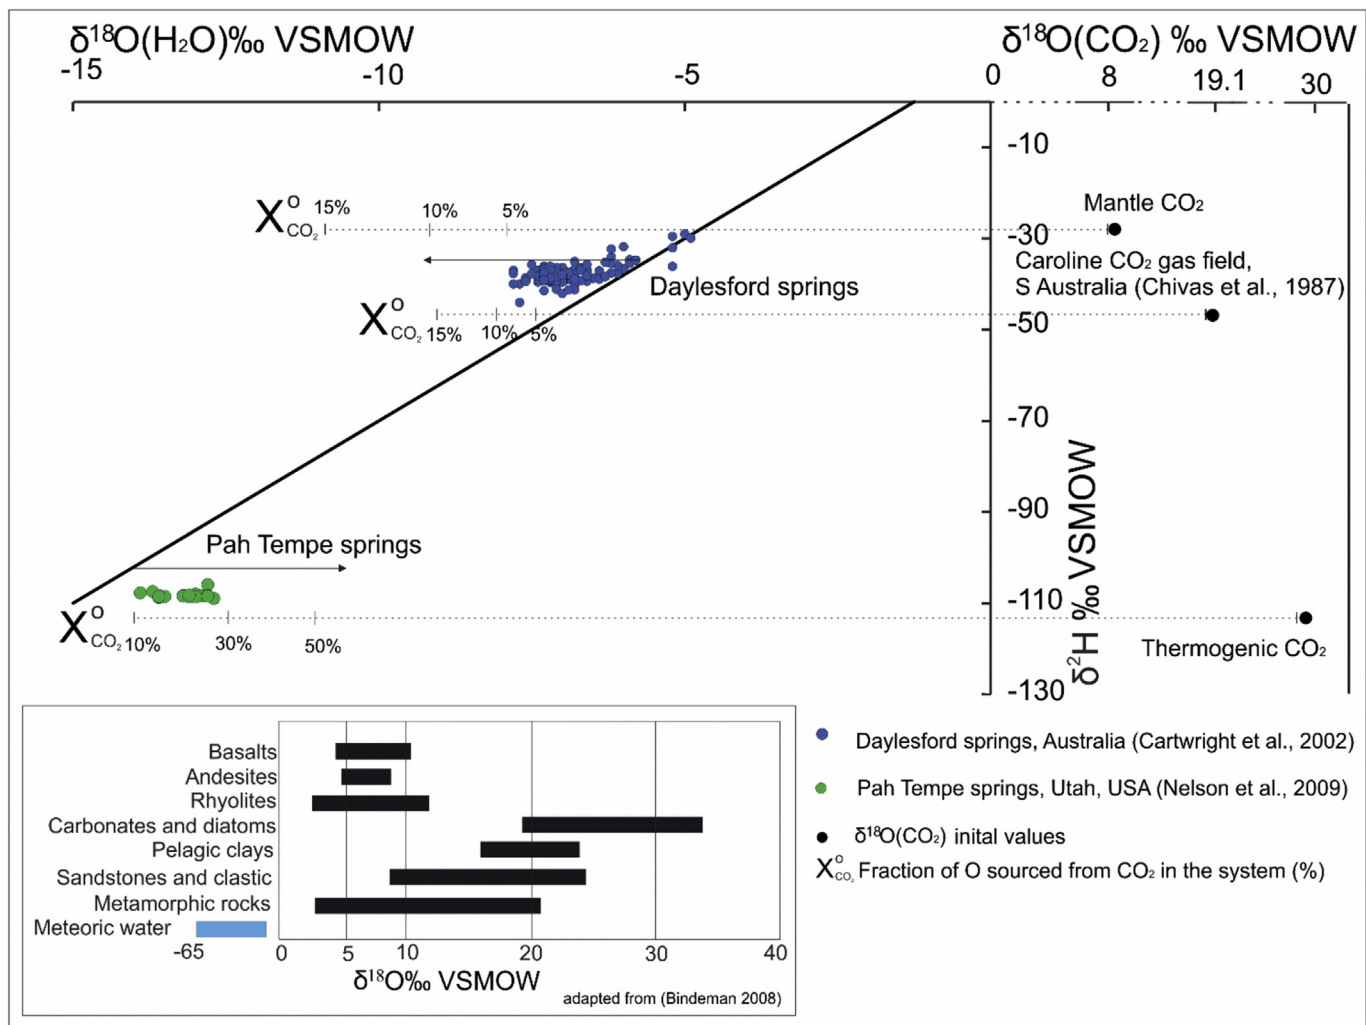 δ¹⁸O(H₂O)‰ VSMOW
δ¹⁸O(CO₂) ‰ VSMOW
-15
-10
-5
0
8
19.1
30
-10
-30
-50
-70
-90
-110
-130
δ²H ‰ VSMOW
Mantle CO₂
X^O_CO₂
15%
10%
5%
Caroline CO₂ gas field,
S Australia (Chivas et al., 1987)
Daylesford springs
X^O_CO₂
15%
10%
5%
Pah Tempe springs
X^O_CO₂
10%
30%
50%
Thermogenic CO₂
Basalts
Andesites
Rhyolites
Carbonates and diatoms
Pelagic clays
Sandstones and clastic
Metamorphic rocks
Meteoric water
-65
0
5
10
20
30
40
δ¹⁸O‰ VSMOW
adapted from (Bindeman 2008)
Daylesford springs, Australia (Cartwright et al., 2002)
Pah Tempe springs, Utah, USA (Nelson et al., 2009)
δ¹⁸O(CO₂) inital values
X^O_CO₂ Fraction of O sourced from CO₂ in the system (%)